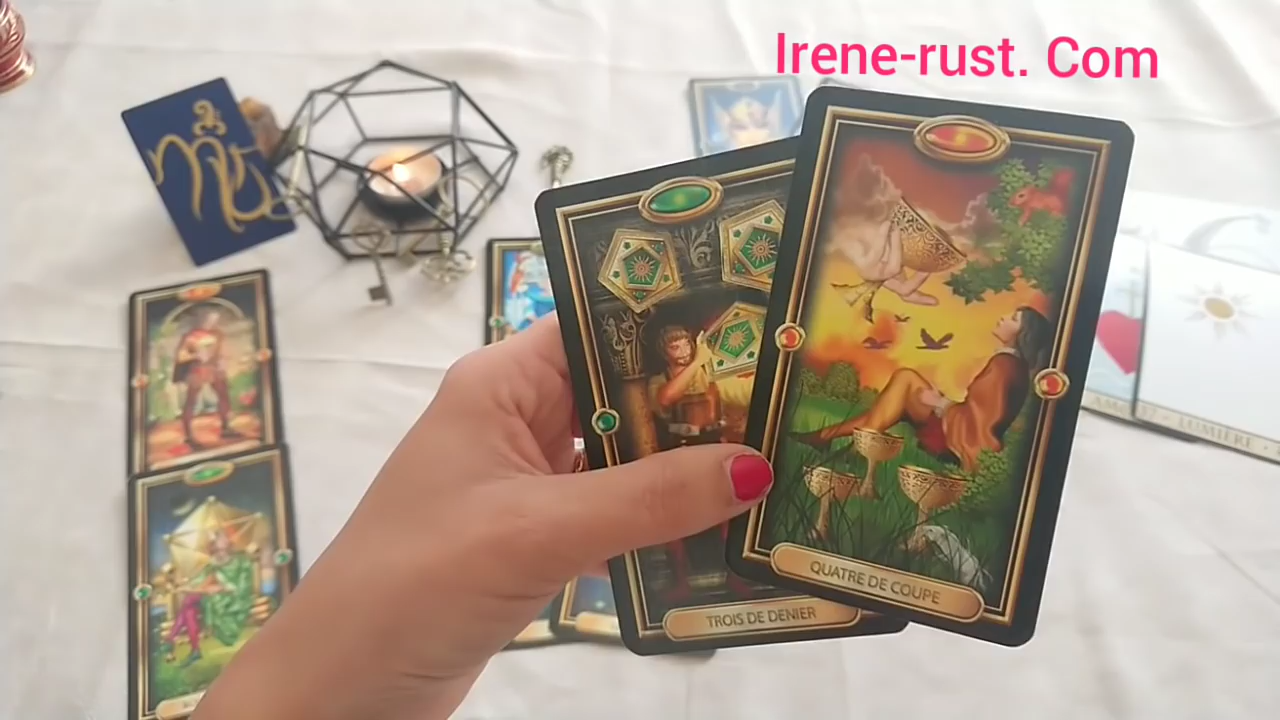 Irene-rust. Com
TROIS DE DENIER
QUATRE DE COUPE
LUMIÈRE